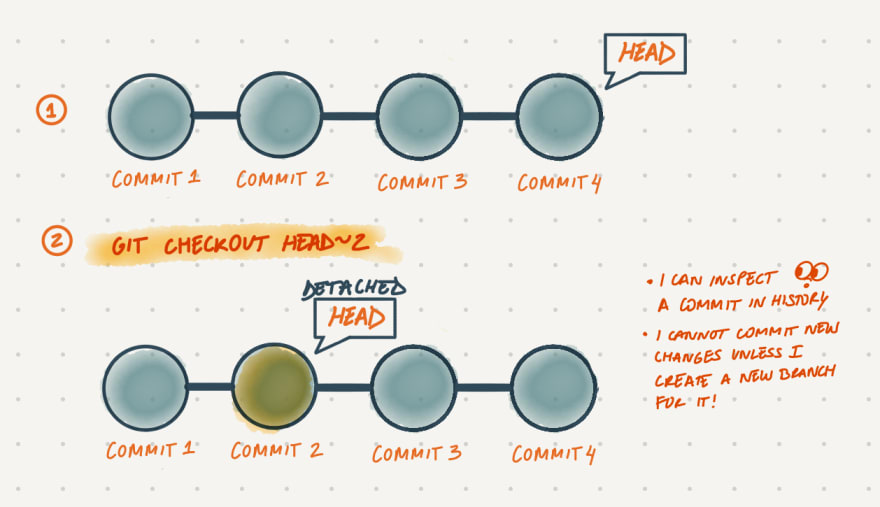 1
HEAD
COMMIT 1
COMMIT 2
COMMIT 3
COMMIT 4
2
GIT CHECKOUT HEAD~2
DETACHED
HEAD
COMMIT 1
COMMIT 2
COMMIT 3
COMMIT 4
• I CAN INSPECT
A COMMIT IN HISTORY
• I CANNOT COMMIT NEW
CHANGES UNLESS I
CREATE A NEW BRANCH
FOR IT!